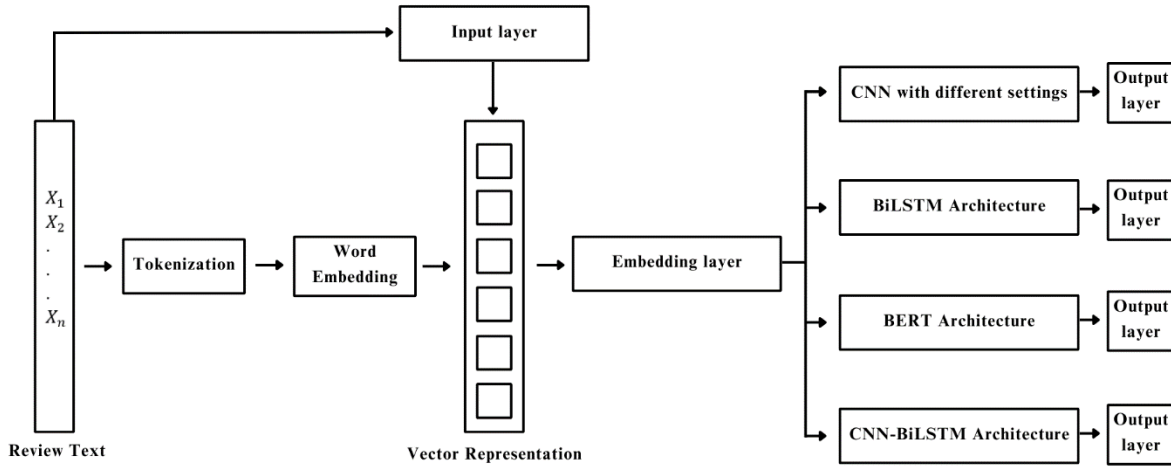 Input layer
X₁
X₂
.
.
.
Xₙ
Review Text
Tokenization
Word
Embedding
Vector Representation
Embedding layer
CNN with different settings
Output
layer
BiLSTM Architecture
Output
layer
BERT Architecture
Output
layer
CNN-BiLSTM Architecture
Output
layer